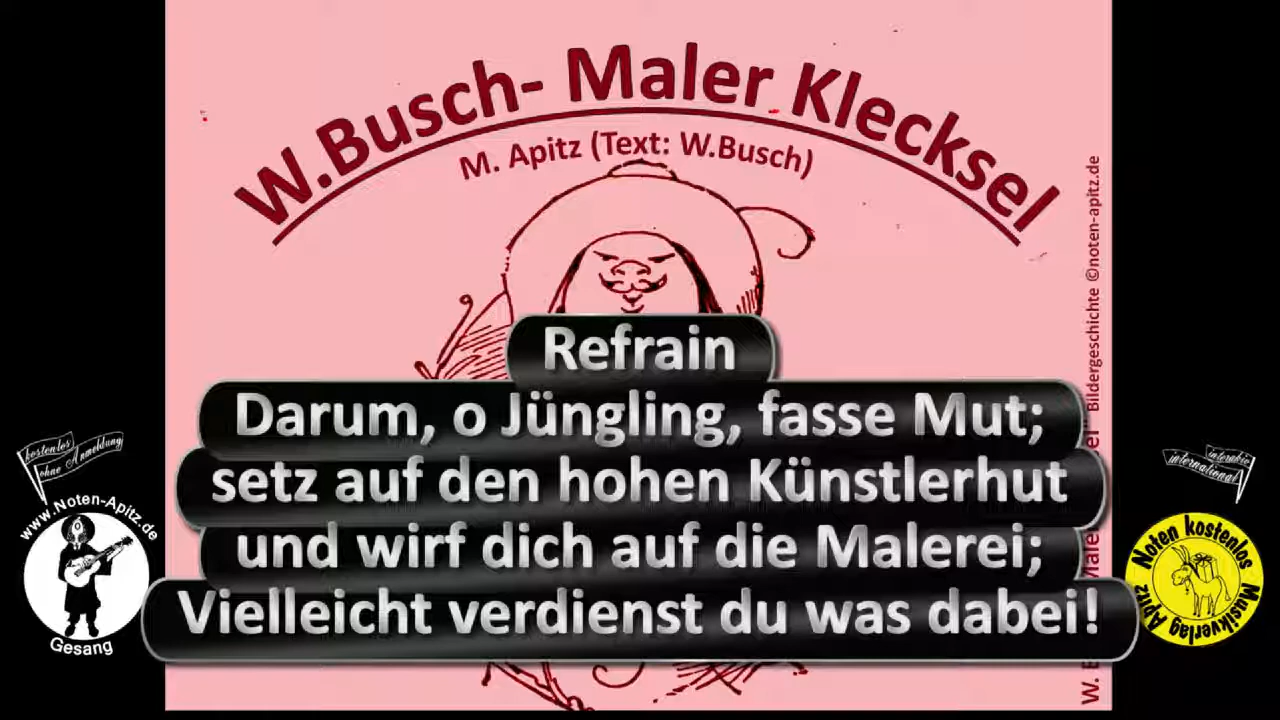 W.Busch- Maler Klecksel
M. Apitz (Text: W.Busch)
Refrain
Darum, o Jüngling, fasse Mut;
setz auf den hohen Künstlerhut
und wirf dich auf die Malerei;
Vielleicht verdienst du was dabei!
kostenlos
ohne Anmeldung
www.Noten-Apitz.de
Gesang
international
Noten kostenlos
Musikverlag Apitz
Bildergeschichte ©noten-apitz.de